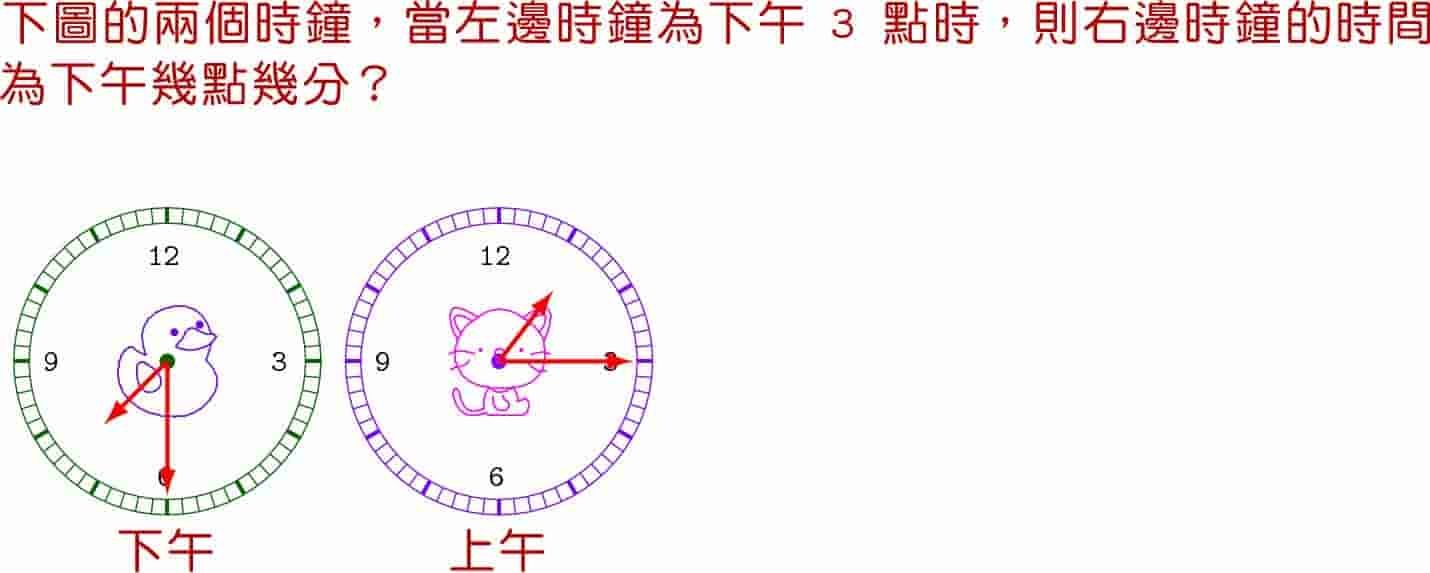 下圖的兩個時鐘，當左邊時鐘為下午 3 點時，則右邊時鐘的時間
為下午幾點幾分？
12 12
9 3 9 3
6 6
下午 上午